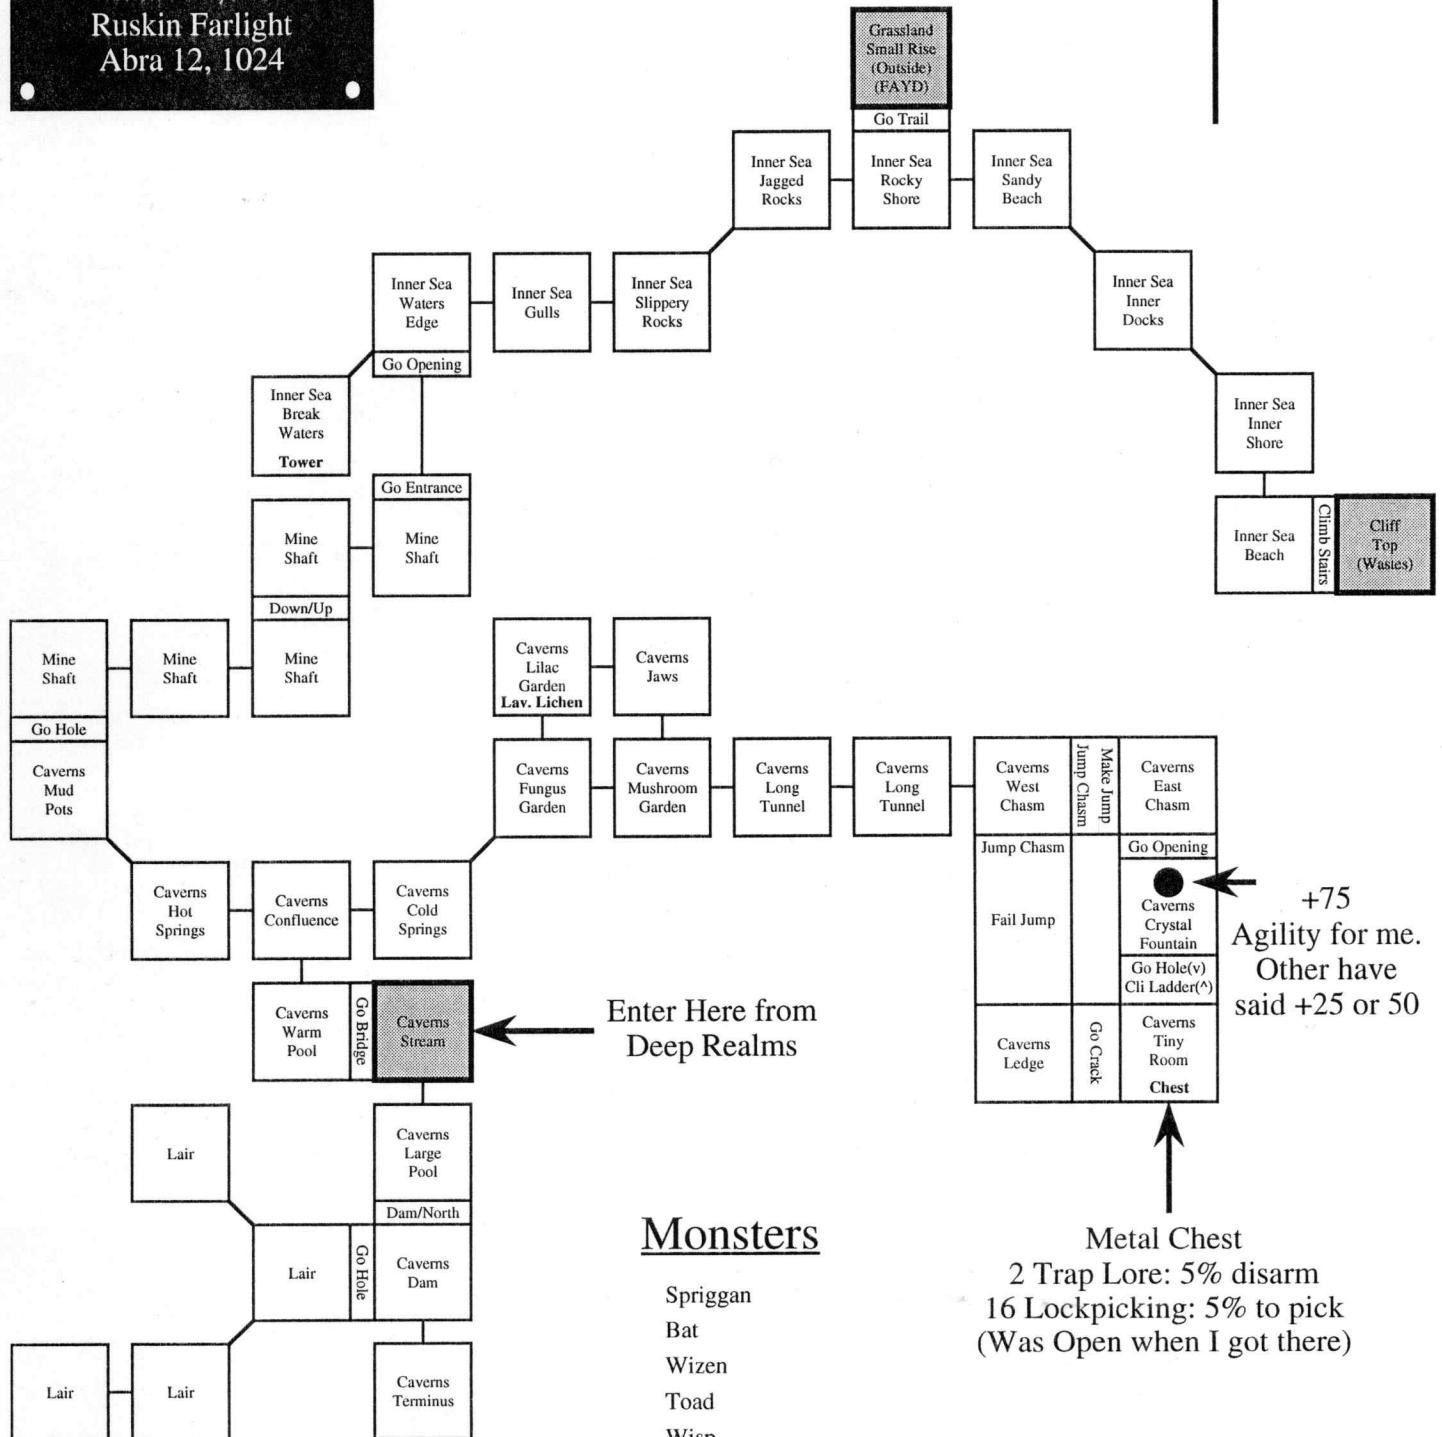 Ruskin Farlight
Abra 12, 1024
Grassland
Small Rise
(Outside)
(FAYD)
Go Trail
Inner Sea
Jagged
Rocks
Inner Sea
Rocky
Shore
Inner Sea
Sandy
Beach
Inner Sea
Waters
Edge
Go Opening
Inner Sea
Gulls
Inner Sea
Slippery
Rocks
Inner Sea
Inner
Docks
Inner Sea
Break
Waters
Tower
Inner Sea
Inner
Shore
Go Entrance
Mine
Shaft
Mine
Shaft
Down/Up
Inner Sea
Beach
Climb Stairs
Cliff
Top
(Wastes)
Mine
Shaft
Mine
Shaft
Mine
Shaft
Go Hole
Caverns
Lilac
Garden
Lav. Lichen
Caverns
Jaws
Caverns
Mud
Pots
Caverns
Fungus
Garden
Caverns
Mushroom
Garden
Caverns
Long
Tunnel
Caverns
Long
Tunnel
Caverns
West
Chasm
Make Jump
Jump Chasm
Caverns
East
Chasm
Jump Chasm
Fail Jump
Go Opening
Caverns
Crystal
Fountain
Go Hole(v)
Cli Ladder(^)
+75
Agility for me.
Other have
said +25 or 50
Caverns
Hot
Springs
Caverns
Confluence
Caverns
Cold
Springs
Caverns
Warm
Pool
Go Bridge
Caverns
Stream
Enter Here from
Deep Realms
Caverns
Ledge
Go Crack
Caverns
Tiny
Room
Chest
Lair
Caverns
Large
Pool
Dam/North
Lair
Go Hole
Caverns
Dam
Lair
Lair
Caverns
Terminus
Monsters
Spriggan
Bat
Wizen
Toad
Wisp
Metal Chest
2 Trap Lore: 5% disarm
16 Lockpicking: 5% to pick
(Was Open when I got there)